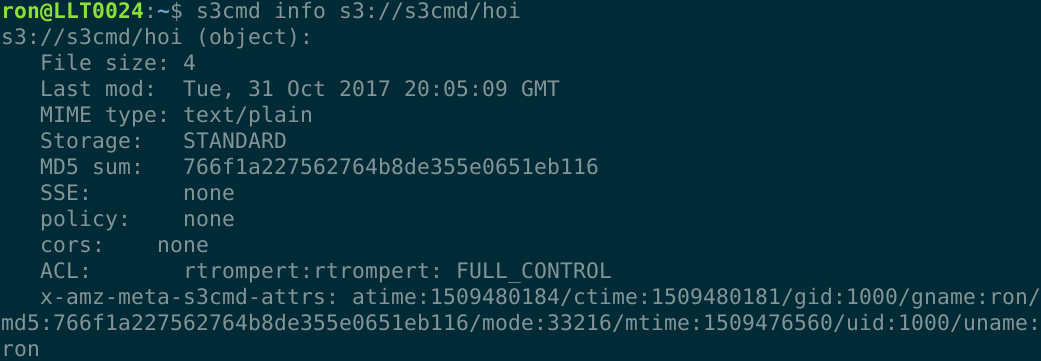 ron@LLT0024:~$ s3cmd info s3://s3cmd/hoi
s3://s3cmd/hoi (object):
   File size: 4
   Last mod:  Tue, 31 Oct 2017 20:05:09 GMT
   MIME type: text/plain
   Storage:   STANDARD
   MD5 sum:   766f1a227562764b8de355e0651eb116
   SSE:       none
   policy:    none
   cors:    none
   ACL:       rtrompert:rtrompert: FULL_CONTROL
   x-amz-meta-s3cmd-attrs: atime:1509480184/ctime:1509480181/gid:1000/gname:ron/
md5:766f1a227562764b8de355e0651eb116/mode:33216/mtime:1509476560/uid:1000/uname:
ron